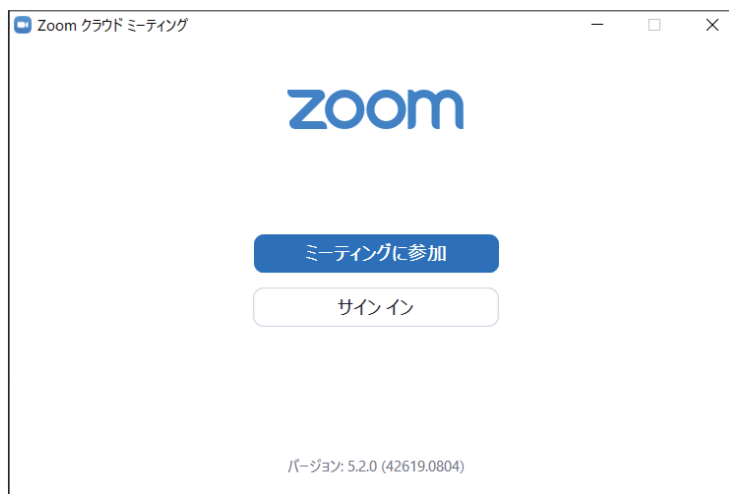 Zoom クラウド ミーティング
zoom
ミーティングに参加
サイン イン
バージョン: 5.2.0 (42619.0804)